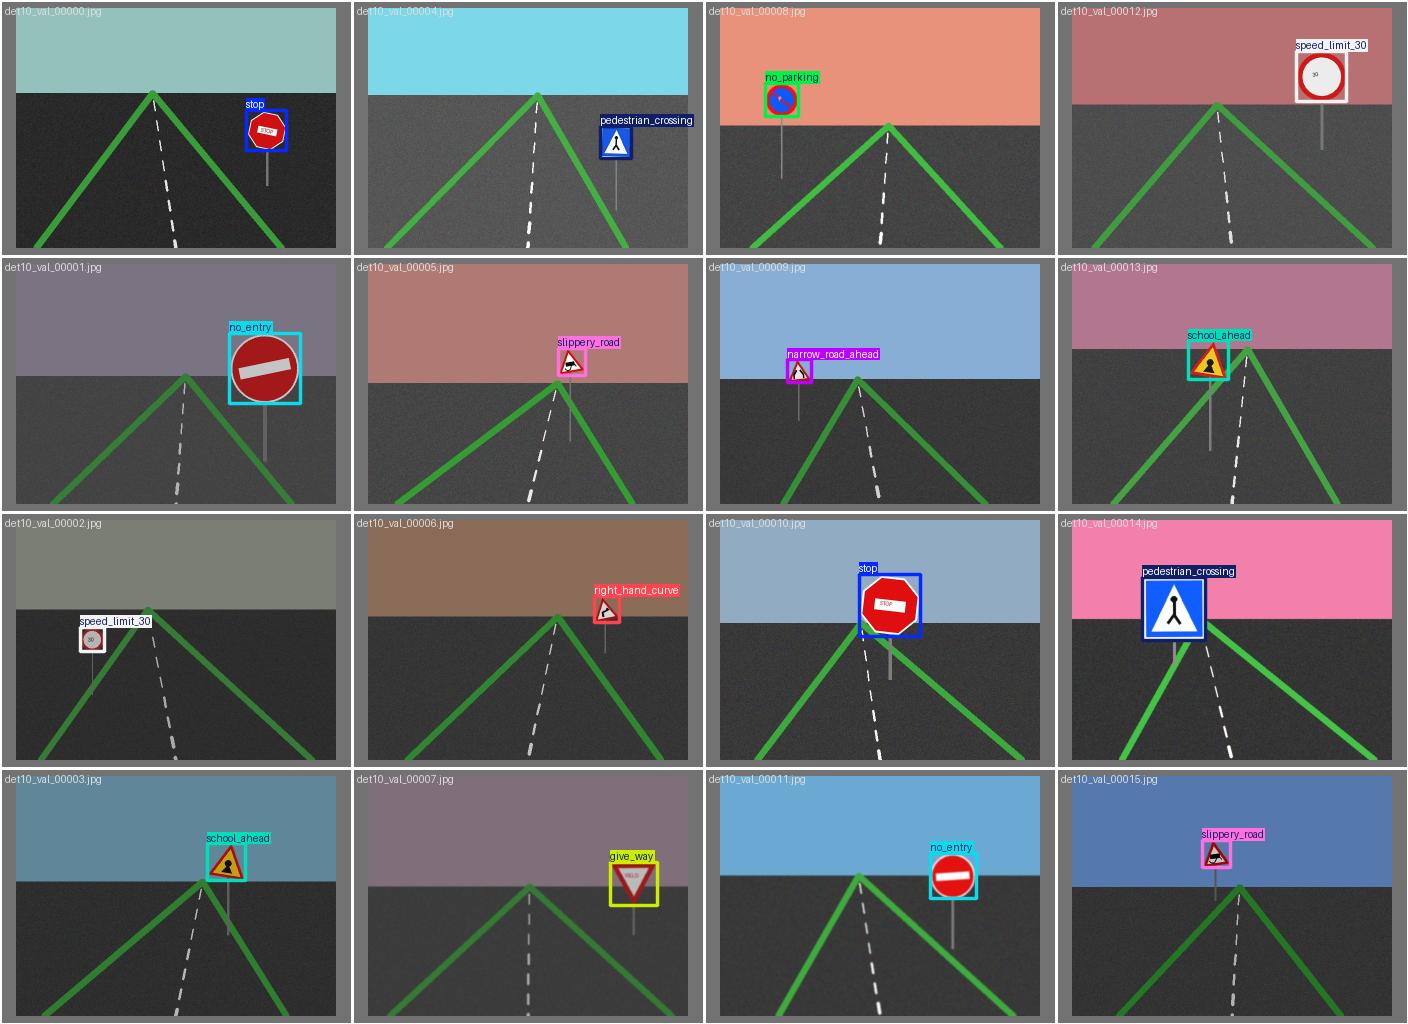 det10_val_00000.jpg
stop
STOP
det10_val_00004.jpg
pedestrian_crossing
det10_val_00008.jpg
no_parking
det10_val_00012.jpg
speed_limit_30
30
det10_val_00001.jpg
no_entry
det10_val_00005.jpg
slippery_road
det10_val_00009.jpg
narrow_road_ahead
det10_val_00013.jpg
school_ahead
det10_val_00002.jpg
speed_limit_30
30
det10_val_00006.jpg
right_hand_curve
det10_val_00010.jpg
stop
STOP
det10_val_00014.jpg
pedestrian_crossing
det10_val_00003.jpg
school_ahead
det10_val_00007.jpg
give_way
YIELD
det10_val_00011.jpg
no_entry
det10_val_00015.jpg
slippery_road